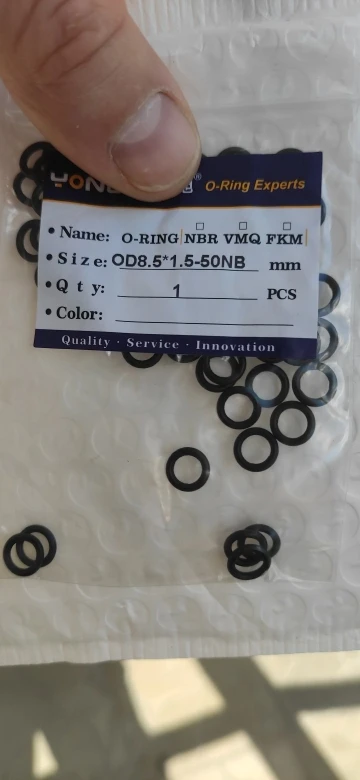 ® O-Ring Experts
• Name: O-RING NBR VMQ FKM
• Size: OD8.5*1.5-50NB mm
• Qty: 1 PCS
• Color:
Quality · Service · Innovation